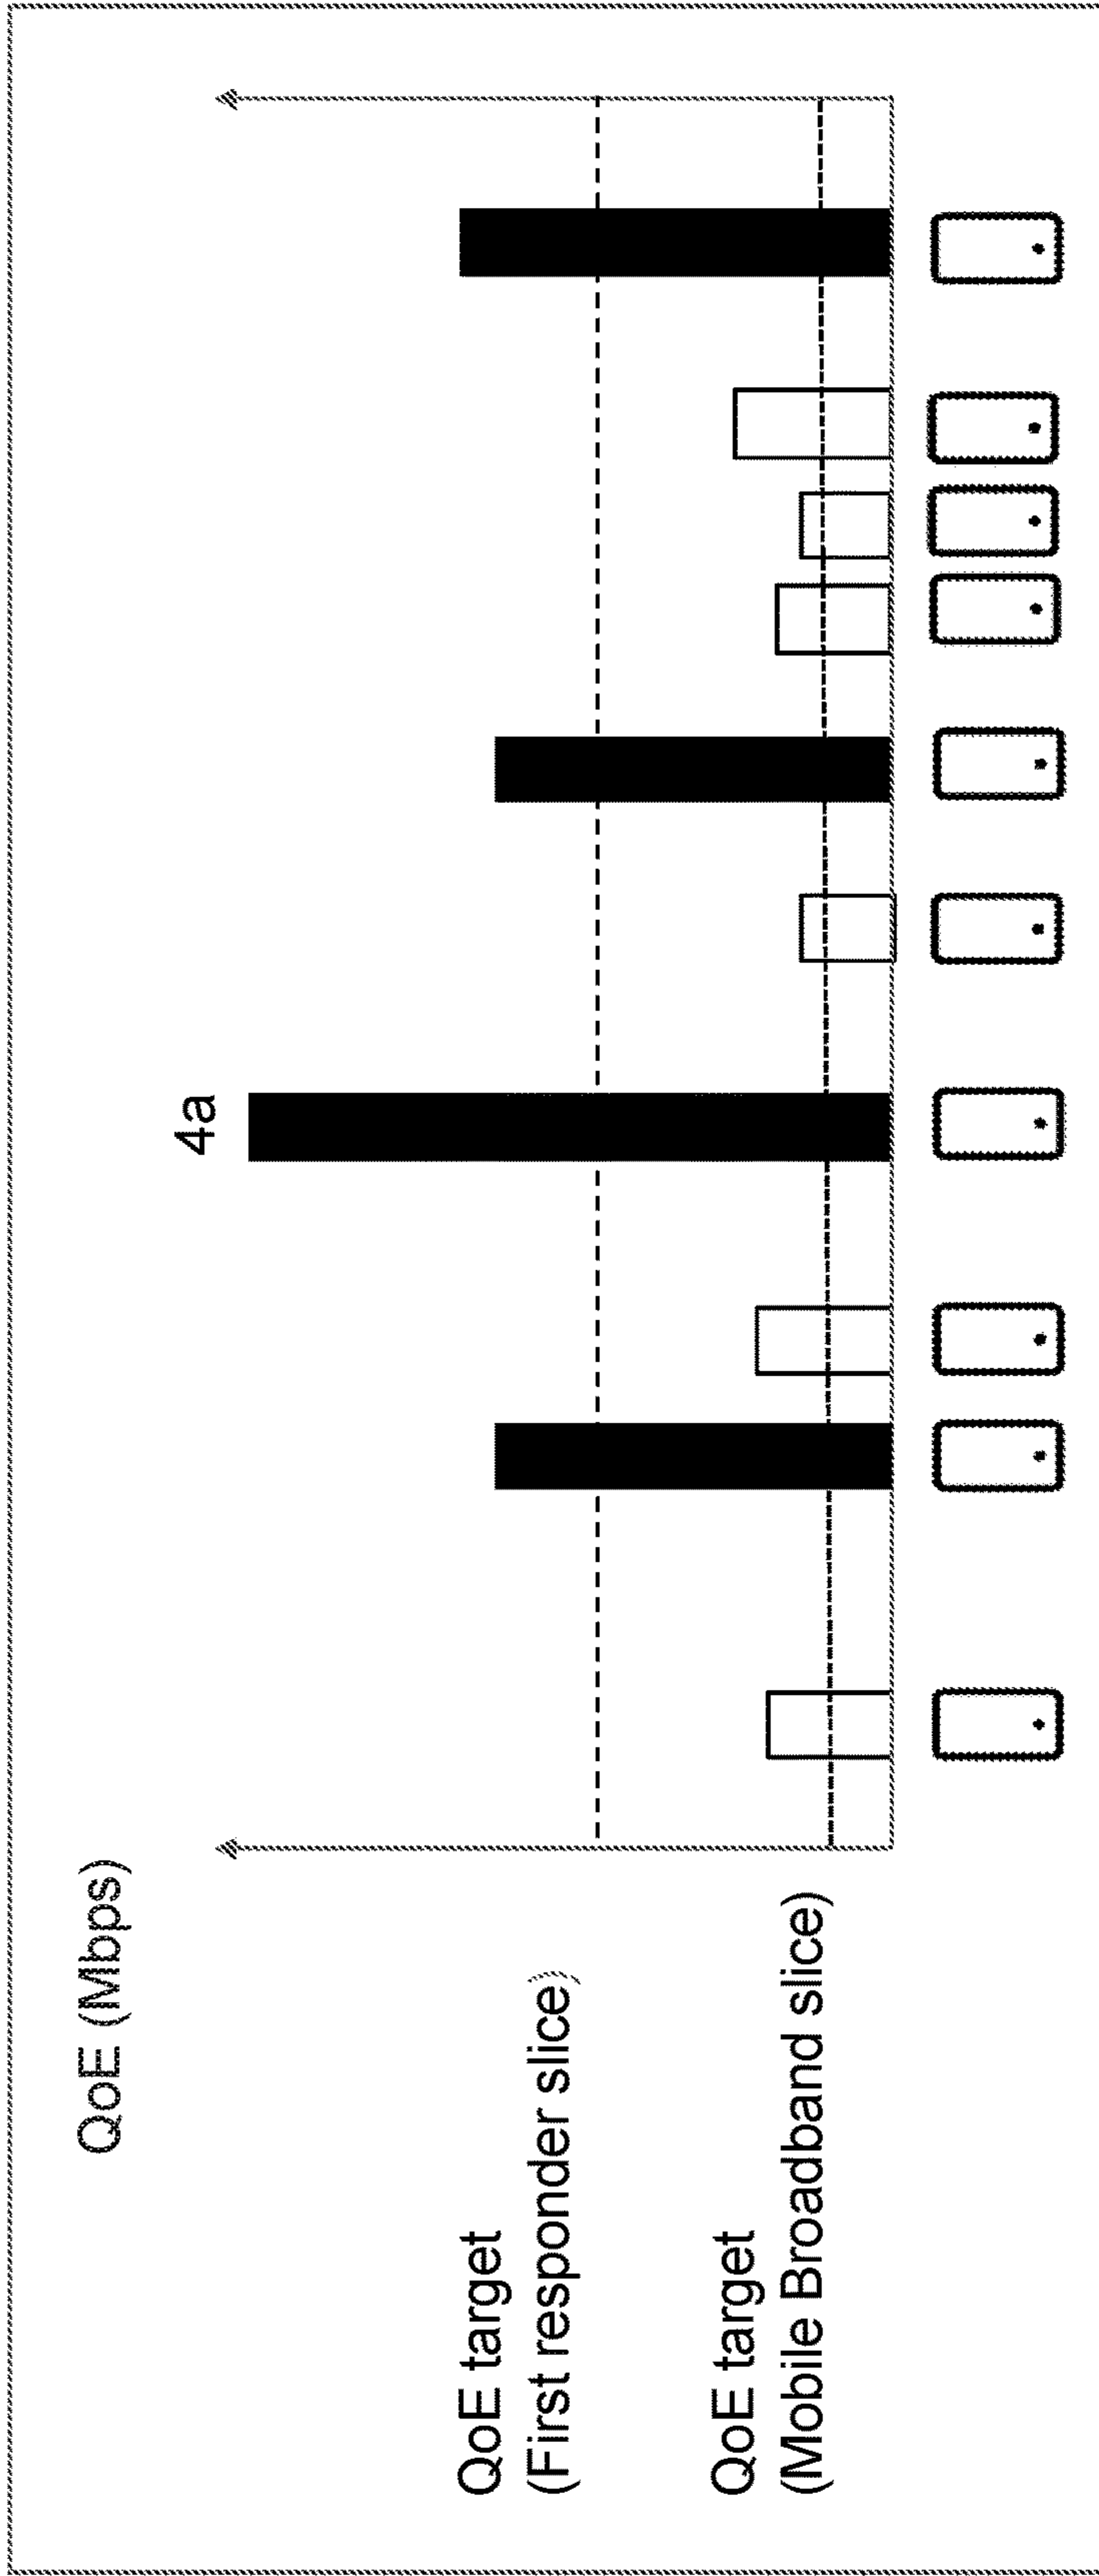 QoE (Mbps)
4a
QoE target
(First responder slice)
QoE target
(Mobile Broadband slice)